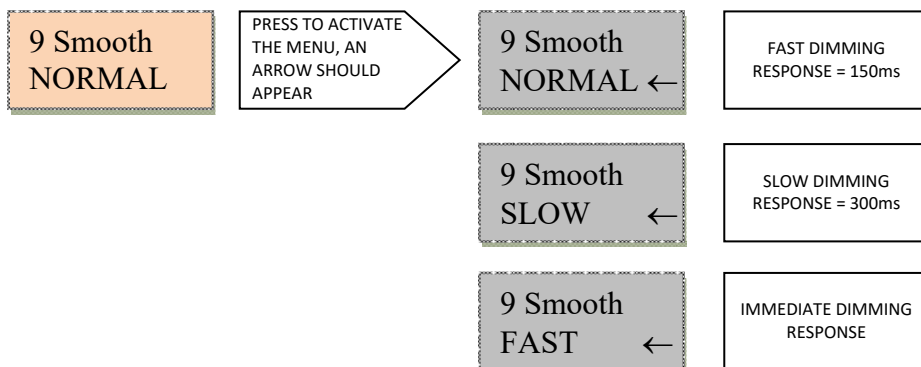 9 Smooth
NORMAL
PRESS TO ACTIVATE
THE MENU, AN
ARROW SHOULD
APPEAR
9 Smooth
NORMAL ←
FAST DIMMING
RESPONSE = 150ms
9 Smooth
SLOW ←
SLOW DIMMING
RESPONSE = 300ms
9 Smooth
FAST ←
IMMEDIATE DIMMING
RESPONSE